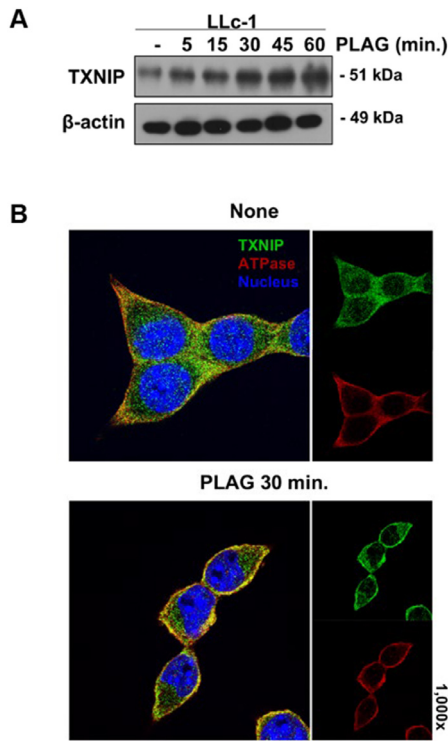 A
LLc-1
- 5 15 30 45 60 PLAG (min.)
TXNIP
- 51 kDa
β-actin
- 49 kDa
B
None
TXNIP
ATPase
Nucleus
PLAG 30 min.
1,000x